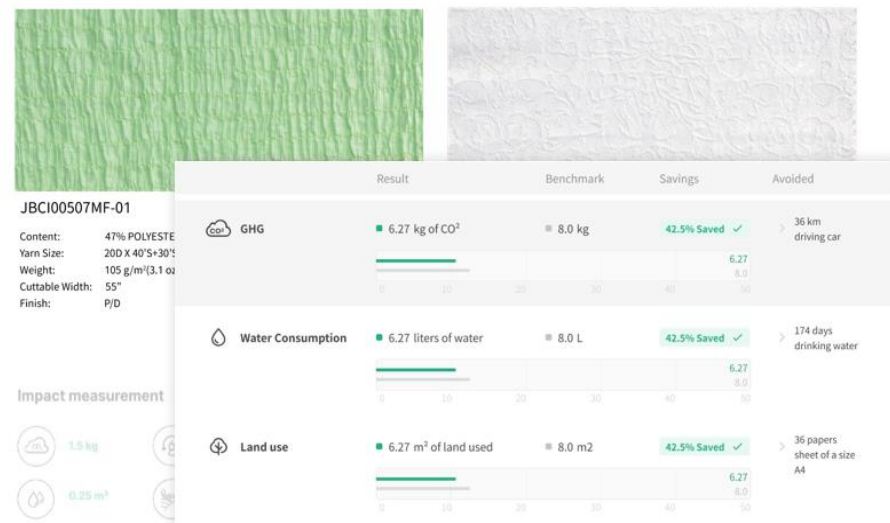 JBCI00507MF-01
Content: 47% POLYESTE
Yarn Size: 20D X 40'S+30'S
Weight: 105 g/m²(3.1 oz
Cuttable Width: 55"
Finish: P/D
Impact measurement
1.5 kg
0.25 m³
Result Benchmark Savings Avoided
CO² GHG 6.27 kg of CO² 8.0 kg 42.5% Saved 36 km
driving car
6.27
8.0
0 10 20 30 40 50
Water Consumption 6.27 liters of water 8.0 L 42.5% Saved 174 days
drinking water
6.27
8.0
0 10 20 30 40 50
Land use 6.27 m² of land used 8.0 m2 42.5% Saved 36 papers
sheet of a size
A4
6.27
8.0
0 10 20 30 40 50